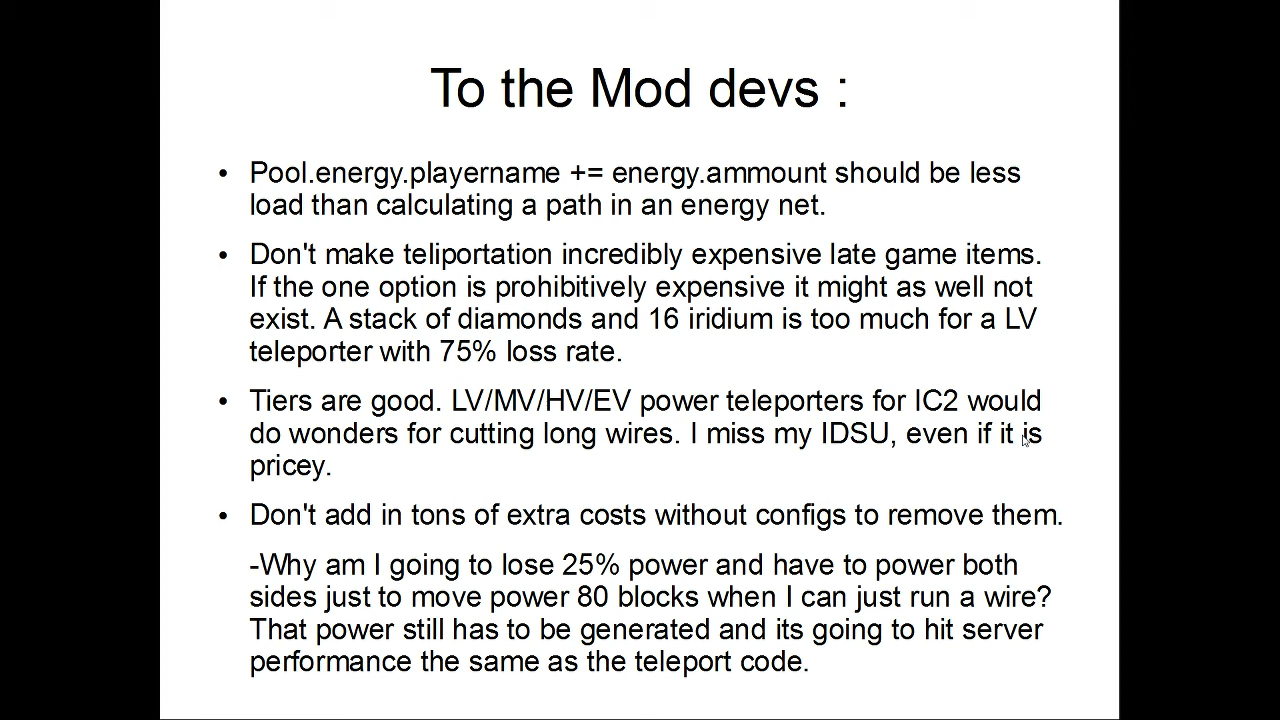 To the Mod devs :
• Pool.energy.playername += energy.ammount should be less
load than calculating a path in an energy net.
• Don't make teliportation incredibly expensive late game items.
If the one option is prohibitively expensive it might as well not
exist. A stack of diamonds and 16 iridium is too much for a LV
teleporter with 75% loss rate.
• Tiers are good. LV/MV/HV/EV power teleporters for IC2 would
do wonders for cutting long wires. I miss my IDSU, even if it is
pricey.
• Don't add in tons of extra costs without configs to remove them.
-Why am I going to lose 25% power and have to power both
sides just to move power 80 blocks when I can just run a wire?
That power still has to be generated and its going to hit server
performance the same as the teleport code.